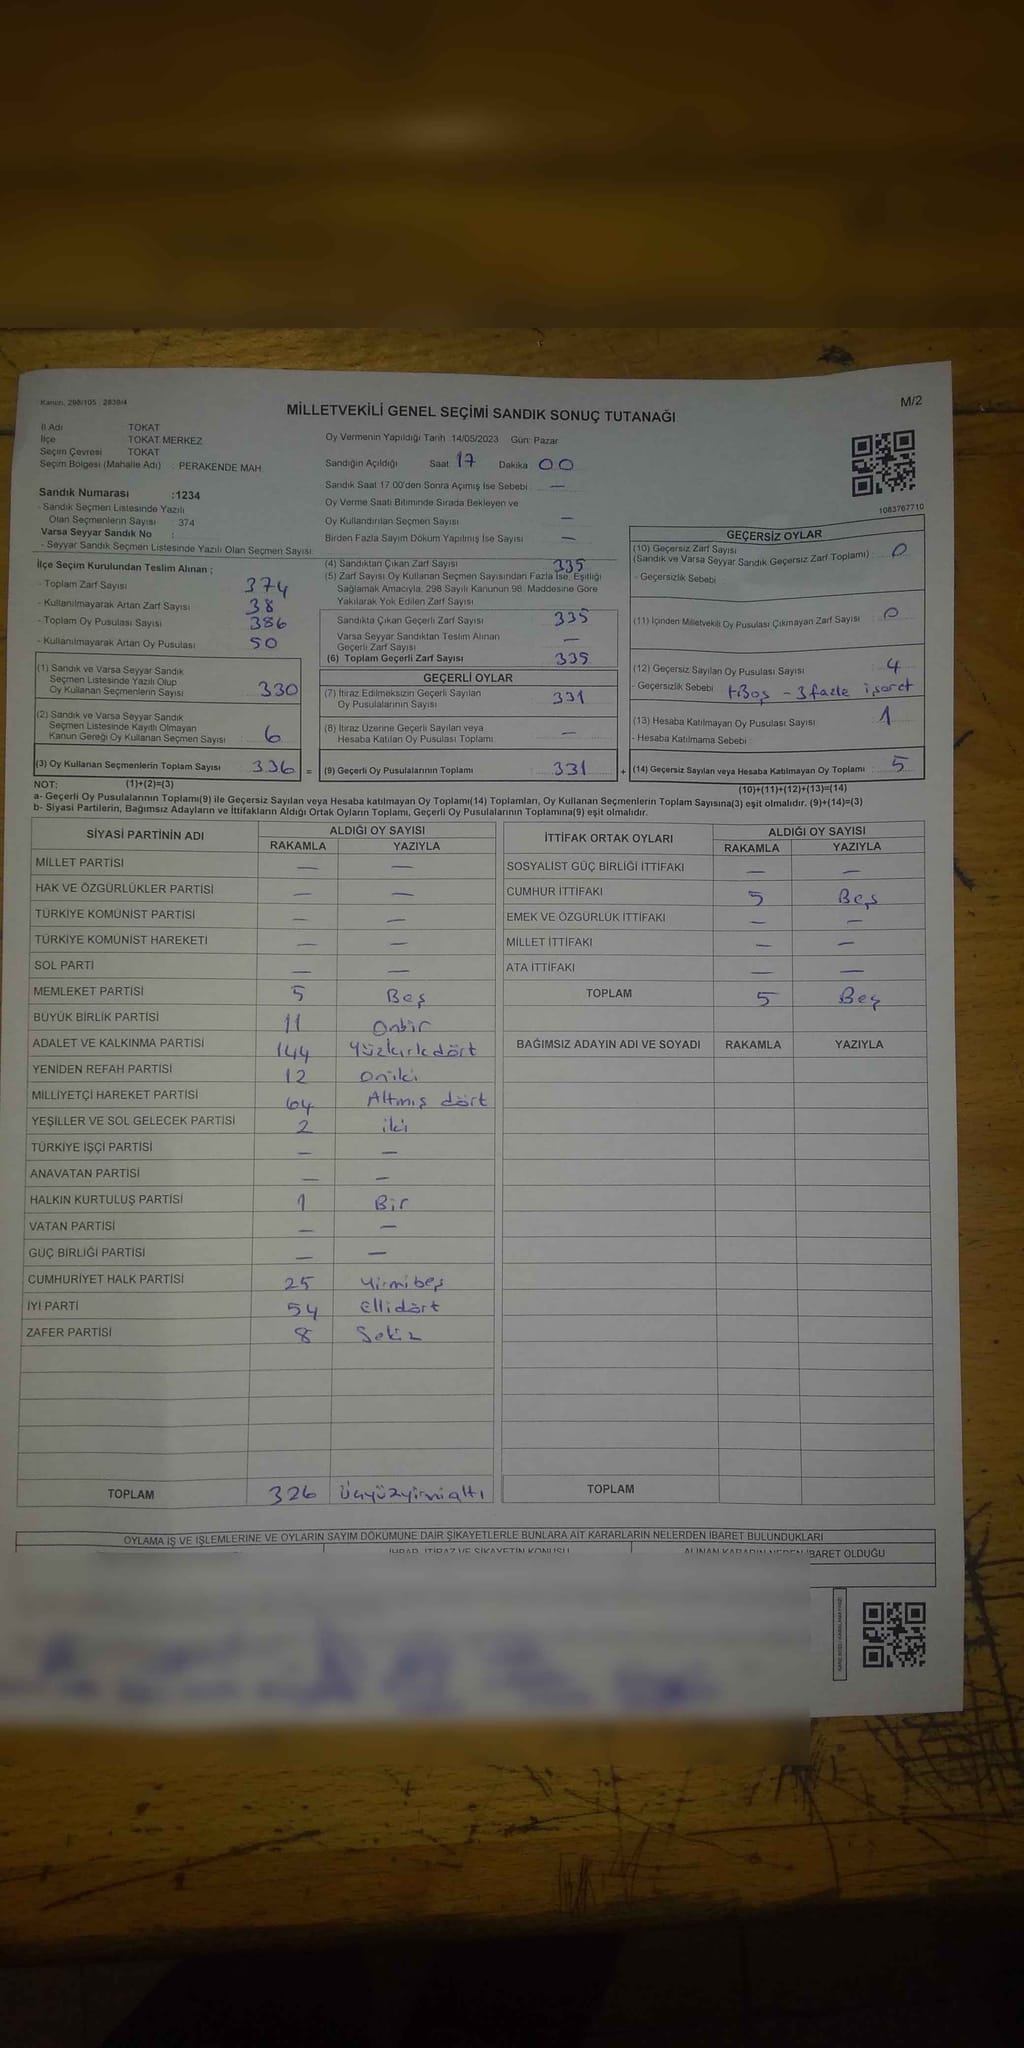 Kanun, 298/105 , 2839/4
MİLLETVEKİLİ GENEL SEÇİMİ SANDIK SONUÇ TUTANAĞI
M/2
İl Adı TOKAT
İlçe TOKAT MERKEZ
Seçim Çevresi TOKAT
Seçim Bölgesi (Mahalle Adı) : PERAKENDE MAH.
Oy Vermenin Yapıldığı Tarih 14/05/2023 Gün: Pazar
Sandığın Açıldığı Saat 17 Dakika 00
Sandık Saat 17.00'den Sonra Açımış İse Sebebi : —
Oy Verme Saati Bitiminde Sırada Bekleyen ve
Oy Kullandırılan Seçmen Sayısı —
Birden Fazla Sayım Döküm Yapılmış İse Sayısı —
1083767710
Sandık Numarası :1234
- Sandık Seçmen Listesinde Yazılı
Olan Seçmenlerin Sayısı : 374
Varsa Seyyar Sandık No :
- Seyyar Sandık Seçmen Listesinde Yazılı Olan Seçmen Sayısı:
İlçe Seçim Kurulundan Teslim Alınan ;
- Toplam Zarf Sayısı 374
- Kullanılmayarak Artan Zarf Sayısı 38
- Toplam Oy Pusulası Sayısı 386
- Kullanılmayarak Artan Oy Pusulası 50
(1) Sandık ve Varsa Seyyar Sandık
Seçmen Listesinde Yazılı Olup
Oy Kullanan Seçmenlerin Sayısı 330
(2) Sandık ve Varsa Seyyar Sandık
Seçmen Listesinde Kayıtlı Olmayan
Kanun Gereği Oy Kullanan Seçmen Sayısı 6
(3) Oy Kullanan Seçmenlerin Toplam Sayısı 336 =
(4) Sandıktan Çıkan Zarf Sayısı 335
(5) Zarf Sayısı Oy Kullanan Seçmen Sayısından Fazla İse, Eşitliği
Sağlamak Amacıyla, 298 Sayılı Kanunun 98. Maddesine Göre
Yakılarak Yok Edilen Zarf Sayısı
Sandıkta Çıkan Geçerli Zarf Sayısı 335
Varsa Seyyar Sandıktan Teslim Alınan
Geçerli Zarf Sayısı —
(6) Toplam Geçerli Zarf Sayısı 335
GEÇERLİ OYLAR
(7) İtiraz Edilmeksizin Geçerli Sayılan
Oy Pusulalarının Sayısı 331
(8) İtiraz Üzerine Geçerli Sayılan veya
Hesaba Katılan Oy Pusulası Toplamı —
(9) Geçerli Oy Pusulalarının Toplamı 331 +
GEÇERSİZ OYLAR
(10) Geçersiz Zarf Sayısı
(Sandık ve Varsa Seyyar Sandık Geçersiz Zarf Toplamı) : 0
- Geçersizlik Sebebi
(11) İçinden Milletvekili Oy Pusulası Çıkmayan Zarf Sayısı : 0
(12) Geçersiz Sayılan Oy Pusulası Sayısı : 4
- Geçersizlik Sebebi 1 Boş - 3 fazla işaret
(13) Hesaba Katılmayan Oy Pusulası Sayısı : 1
- Hesaba Katılmama Sebebi
(14) Geçersiz Sayılan veya Hesaba Katılmayan Oy Toplamı : 5
NOT: (1)+(2)=(3)
(10)+(11)+(12)+(13)=(14)
a- Geçerli Oy Pusulalarının Toplamı(9) ile Geçersiz Sayılan veya Hesaba katılmayan Oy Toplamı(14) Toplamları, Oy Kullanan Seçmenlerin Toplam Sayısına(3) eşit olmalıdır. (9)+(14)=(3)
b- Siyasi Partilerin, Bağımsız Adayların ve İttifakların Aldığı Ortak Oyların Toplamı, Geçerli Oy Pusulalarının Toplamına(9) eşit olmalıdır.
SİYASİ PARTİNİN ADI ALDIĞI OY SAYISI
RAKAMLA YAZIYLA
MİLLET PARTİSİ — —
HAK VE ÖZGÜRLÜKLER PARTİSİ — —
TÜRKİYE KOMÜNİST PARTİSİ — —
TÜRKİYE KOMÜNİST HAREKETİ — —
SOL PARTİ — —
MEMLEKET PARTİSİ 5 Beş
BÜYÜK BİRLİK PARTİSİ 11 Onbir
ADALET VE KALKINMA PARTİSİ 144 Yüzkırkdört
YENİDEN REFAH PARTİSİ 12 Oniki
MİLLİYETÇİ HAREKET PARTİSİ 64 Altmış dört
YEŞİLLER VE SOL GELECEK PARTİSİ 2 iki
TÜRKİYE İŞÇİ PARTİSİ — —
ANAVATAN PARTİSİ — —
HALKIN KURTULUŞ PARTİSİ 1 Bir
VATAN PARTİSİ — —
GÜÇ BİRLİĞİ PARTİSİ — —
CUMHURİYET HALK PARTİSİ 25 Yirmibeş
İYİ PARTİ 54 Ellidört
ZAFER PARTİSİ 8 Sekiz
TOPLAM 326 Üçyüzyirmialtı
İTTİFAK ORTAK OYLARI ALDIĞI OY SAYISI
RAKAMLA YAZIYLA
SOSYALİST GÜÇ BİRLİĞİ İTTİFAKI — —
CUMHUR İTTİFAKI 5 Beş
EMEK VE ÖZGÜRLÜK İTTİFAKI — —
MİLLET İTTİFAKI — —
ATA İTTİFAKI — —
TOPLAM 5 Beş
BAĞIMSIZ ADAYIN ADI VE SOYADI RAKAMLA YAZIYLA
TOPLAM
OYLAMA İŞ VE İŞLEMLERİNE VE OYLARIN SAYIM DÖKÜMÜNE DAİR ŞİKAYETLERLE BUNLARA AİT KARARLARIN NELERDEN İBARET BULUNDUKLARI
İHBAR, İTİRAZ VE ŞİKAYETİN KONUSU ALINAN KARARIN NEDEN İBARET OLDUĞU